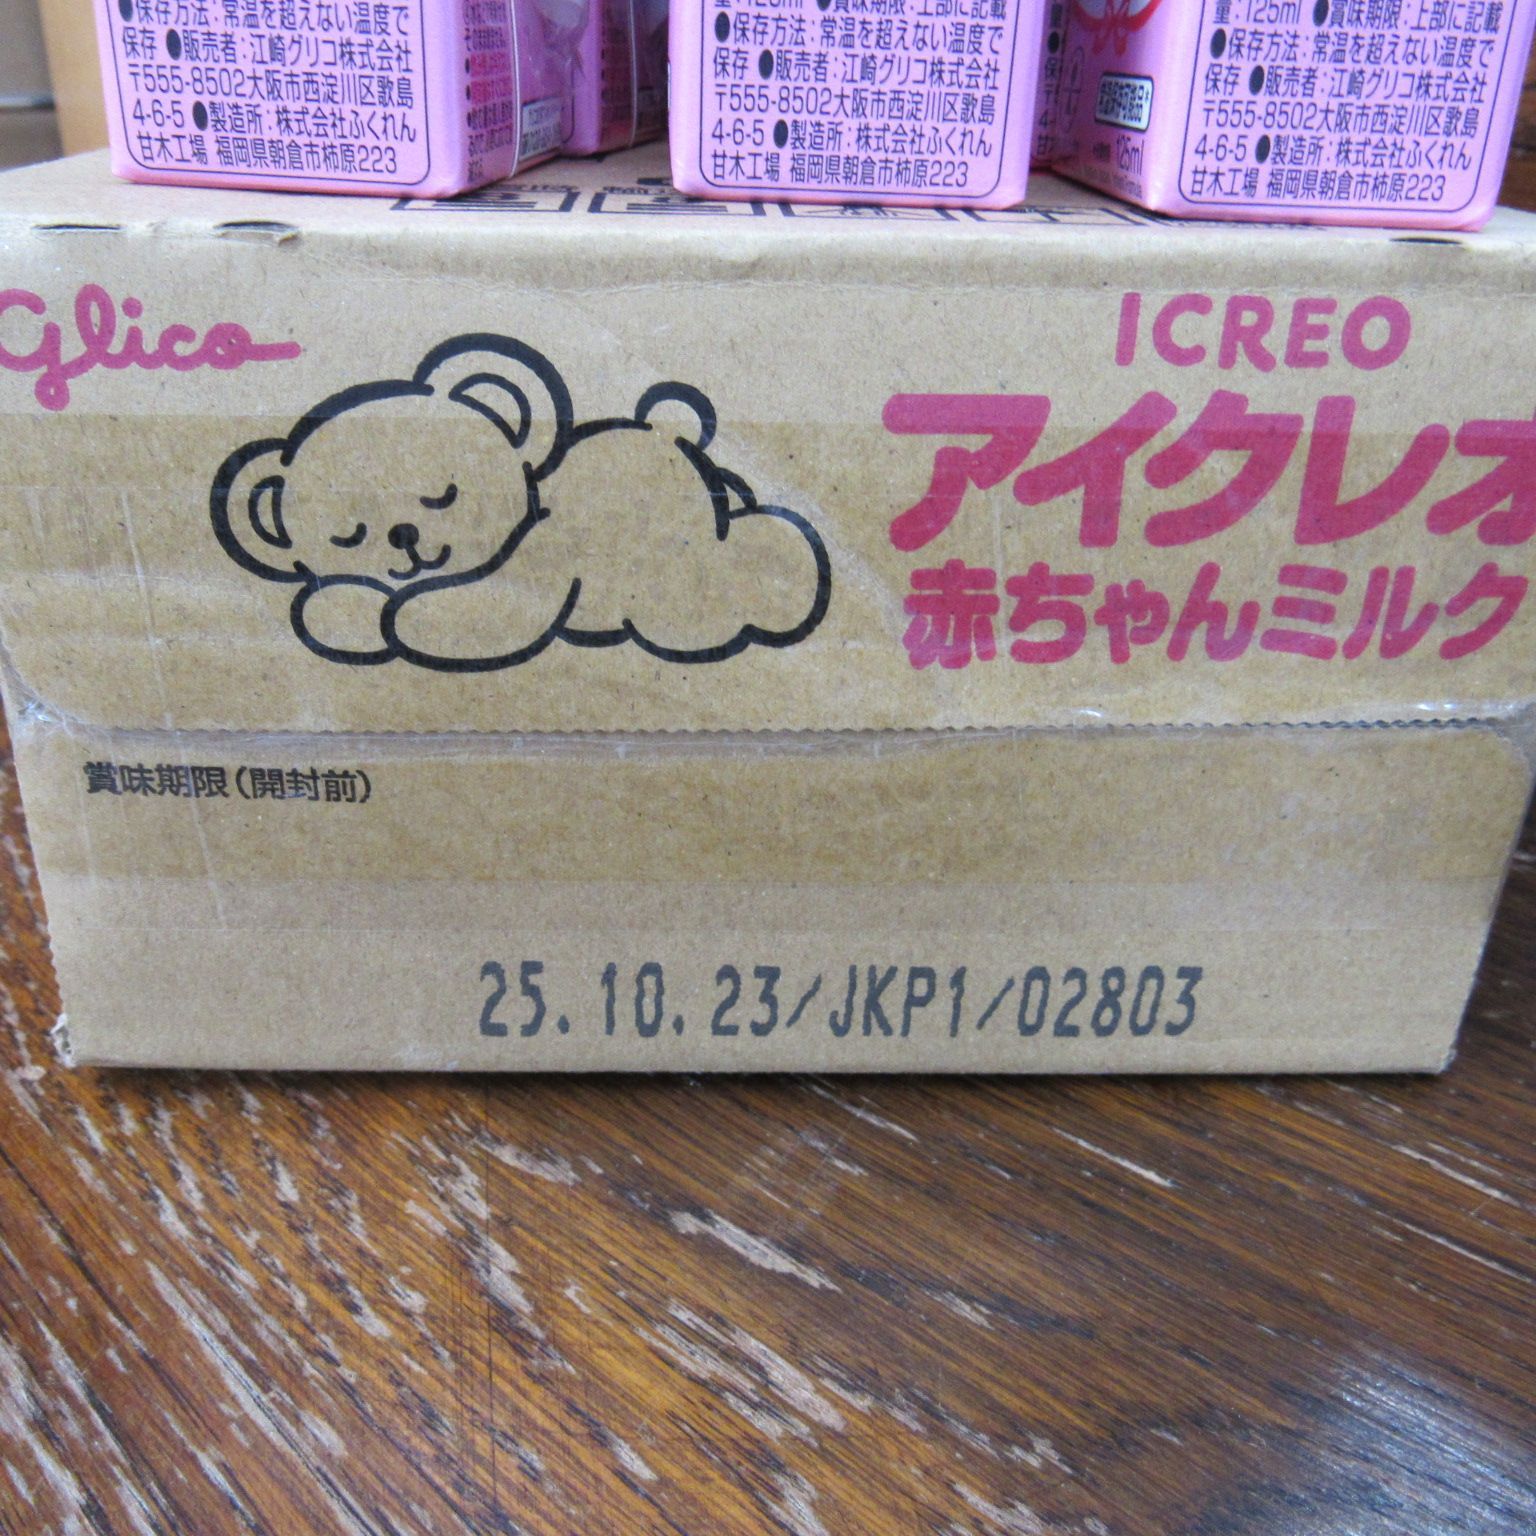 ●保存方法：常温を超えない温度で
保存 ●販売者：江崎グリコ株式会社
〒555-8502大阪市西淀川区歌島
4-6-5 ●製造所：株式会社ふくれん
甘木工場 福岡県朝倉市柿原223
量：125ml ●賞味期限：上部に記載
●保存方法：常温を超えない温度で
保存 ●販売者：江崎グリコ株式会社
〒555-8502大阪市西淀川区歌島
4-6-5 ●製造所：株式会社ふくれん
甘木工場 福岡県朝倉市柿原223
125ml
量：125ml ●賞味期限：上部に記載
●保存方法：常温を超えない温度で
保存 ●販売者：江崎グリコ株式会社
〒555-8502大阪市西淀川区歌島
4-6-5 ●製造所：株式会社ふくれん
甘木工場 福岡県朝倉市柿原223
Glico
ICREO
アイクレオ
赤ちゃんミルク
賞味期限(開封前)
25.10.23/JKP1/02803